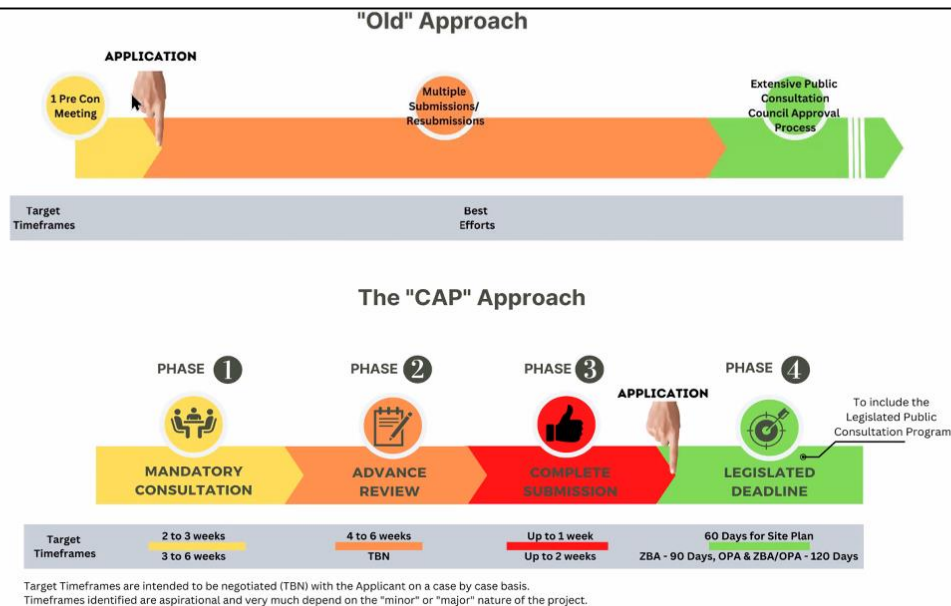 "Old" Approach
APPLICATION
1 Pre Con
Meeting
Multiple
Submissions/
Resubmissions
Extensive Public
Consultation
Council Approval
Process
Target
Timeframes
Best
Efforts
The "CAP" Approach
PHASE 1
PHASE 2
PHASE 3
PHASE 4
APPLICATION
To include the
Legislated Public
Consultation Program
MANDATORY
CONSULTATION
ADVANCE
REVIEW
COMPLETE
SUBMISSION
LEGISLATED
DEADLINE
Target
Timeframes
2 to 3 weeks
3 to 6 weeks
4 to 6 weeks
TBN
Up to 1 week
Up to 2 weeks
60 Days for Site Plan
ZBA - 90 Days, OPA & ZBA/OPA - 120 Days
Target Timeframes are intended to be negotiated (TBN) with the Applicant on a case by case basis.
Timeframes identified are aspirational and very much depend on the "minor" or "major" nature of the project.